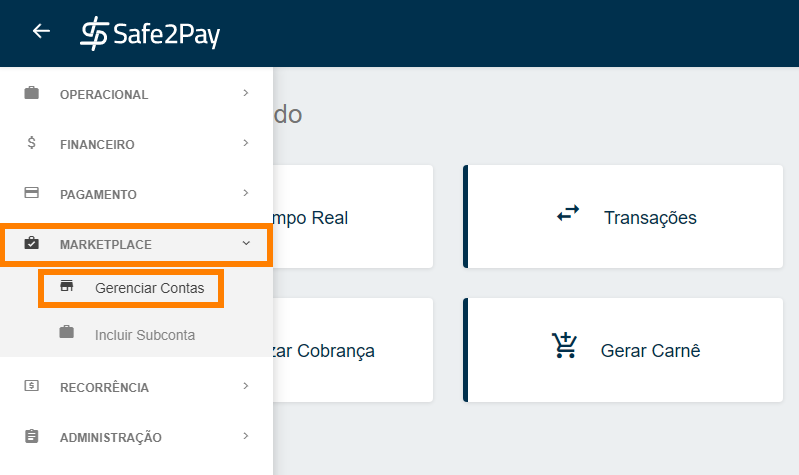 Safe2Pay
OPERACIONAL
FINANCEIRO
PAGAMENTO
MARKETPLACE
Gerenciar Contas
Incluir Subconta
RECORRÊNCIA
ADMINISTRAÇÃO
do
mpo Real
Transações
zar Cobrança
Gerar Carnê